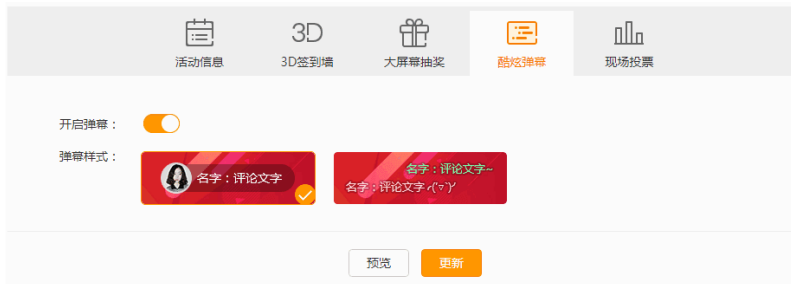 3D
活动信息 3D签到墙 大屏幕抽奖 酷炫弹幕 现场投票
开启弹幕：
弹幕样式：
名字：评论文字
名字：评论文字~
名字：评论文字 ╭('▿')╯
预览 更新